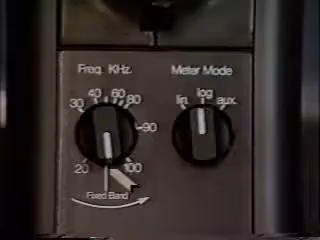 Freq. KHz. Meter Mode
40 60 log
30 80 lin. aux.
90
20 100
Fixed Band